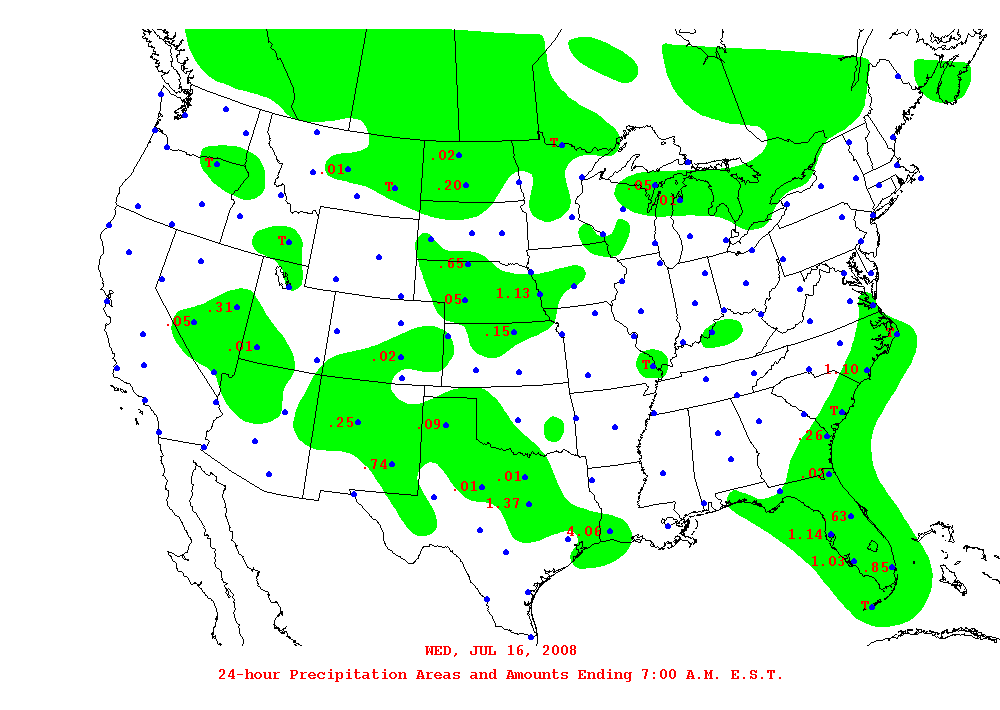 T
.02
T
.01
T
.20
.05
.01
T
.65
.05
1.13
.31
.05
.15
T
.01
.02
T
1.10
T
.25
.09
.26
.74
.01
.01
.02
1.37
63
4.06
1.14
1.03
.85
T
WED, JUL 16, 2008
24-hour Precipitation Areas and Amounts Ending 7:00 A.M. E.S.T.